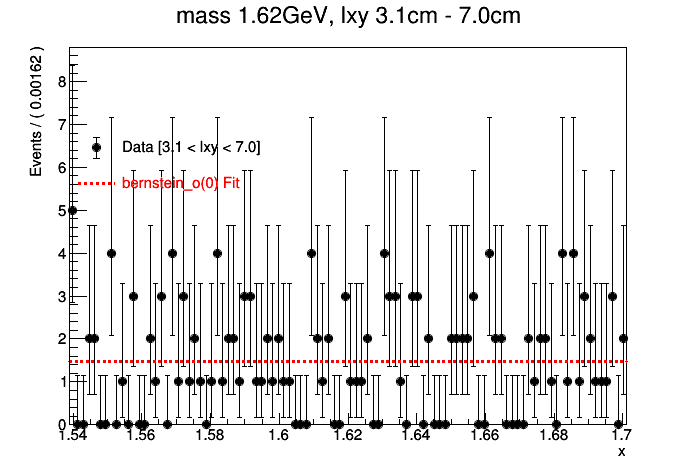 mass 1.62GeV, lxy 3.1cm - 7.0cm
Events / ( 0.00162 )
8
7
6
5
4
3
2
1
0
Data [3.1 < lxy < 7.0]
bernstein_o(0) Fit
1.54 1.56 1.58 1.6 1.62 1.64 1.66 1.68 1.7
x